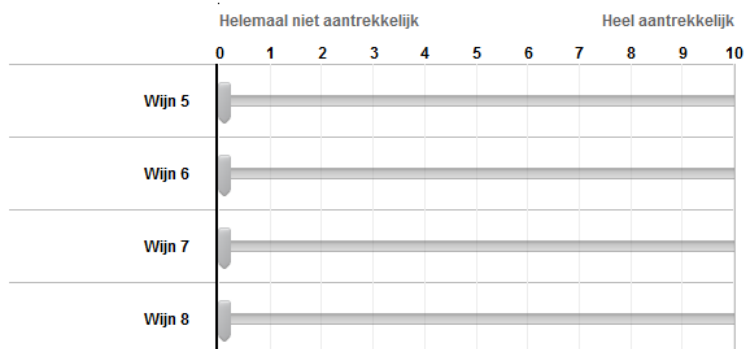 Helemaal niet aantrekkelijk Heel aantrekkelijk
0 1 2 3 4 5 6 7 8 9 10
Wijn 5
Wijn 6
Wijn 7
Wijn 8